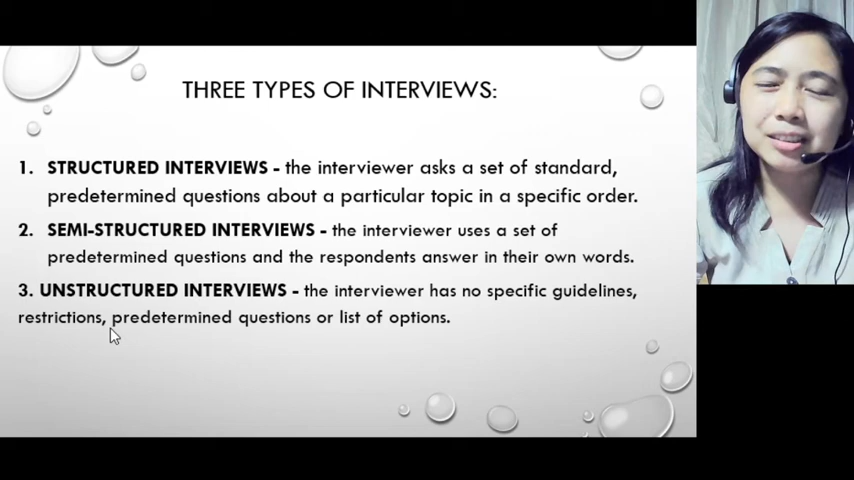 THREE TYPES OF INTERVIEWS:
1. STRUCTURED INTERVIEWS - the interviewer asks a set of standard,
predetermined questions about a particular topic in a specific order.
2. SEMI-STRUCTURED INTERVIEWS - the interviewer uses a set of
predetermined questions and the respondents answer in their own words.
3. UNSTRUCTURED INTERVIEWS - the interviewer has no specific guidelines,
restrictions, predetermined questions or list of options.